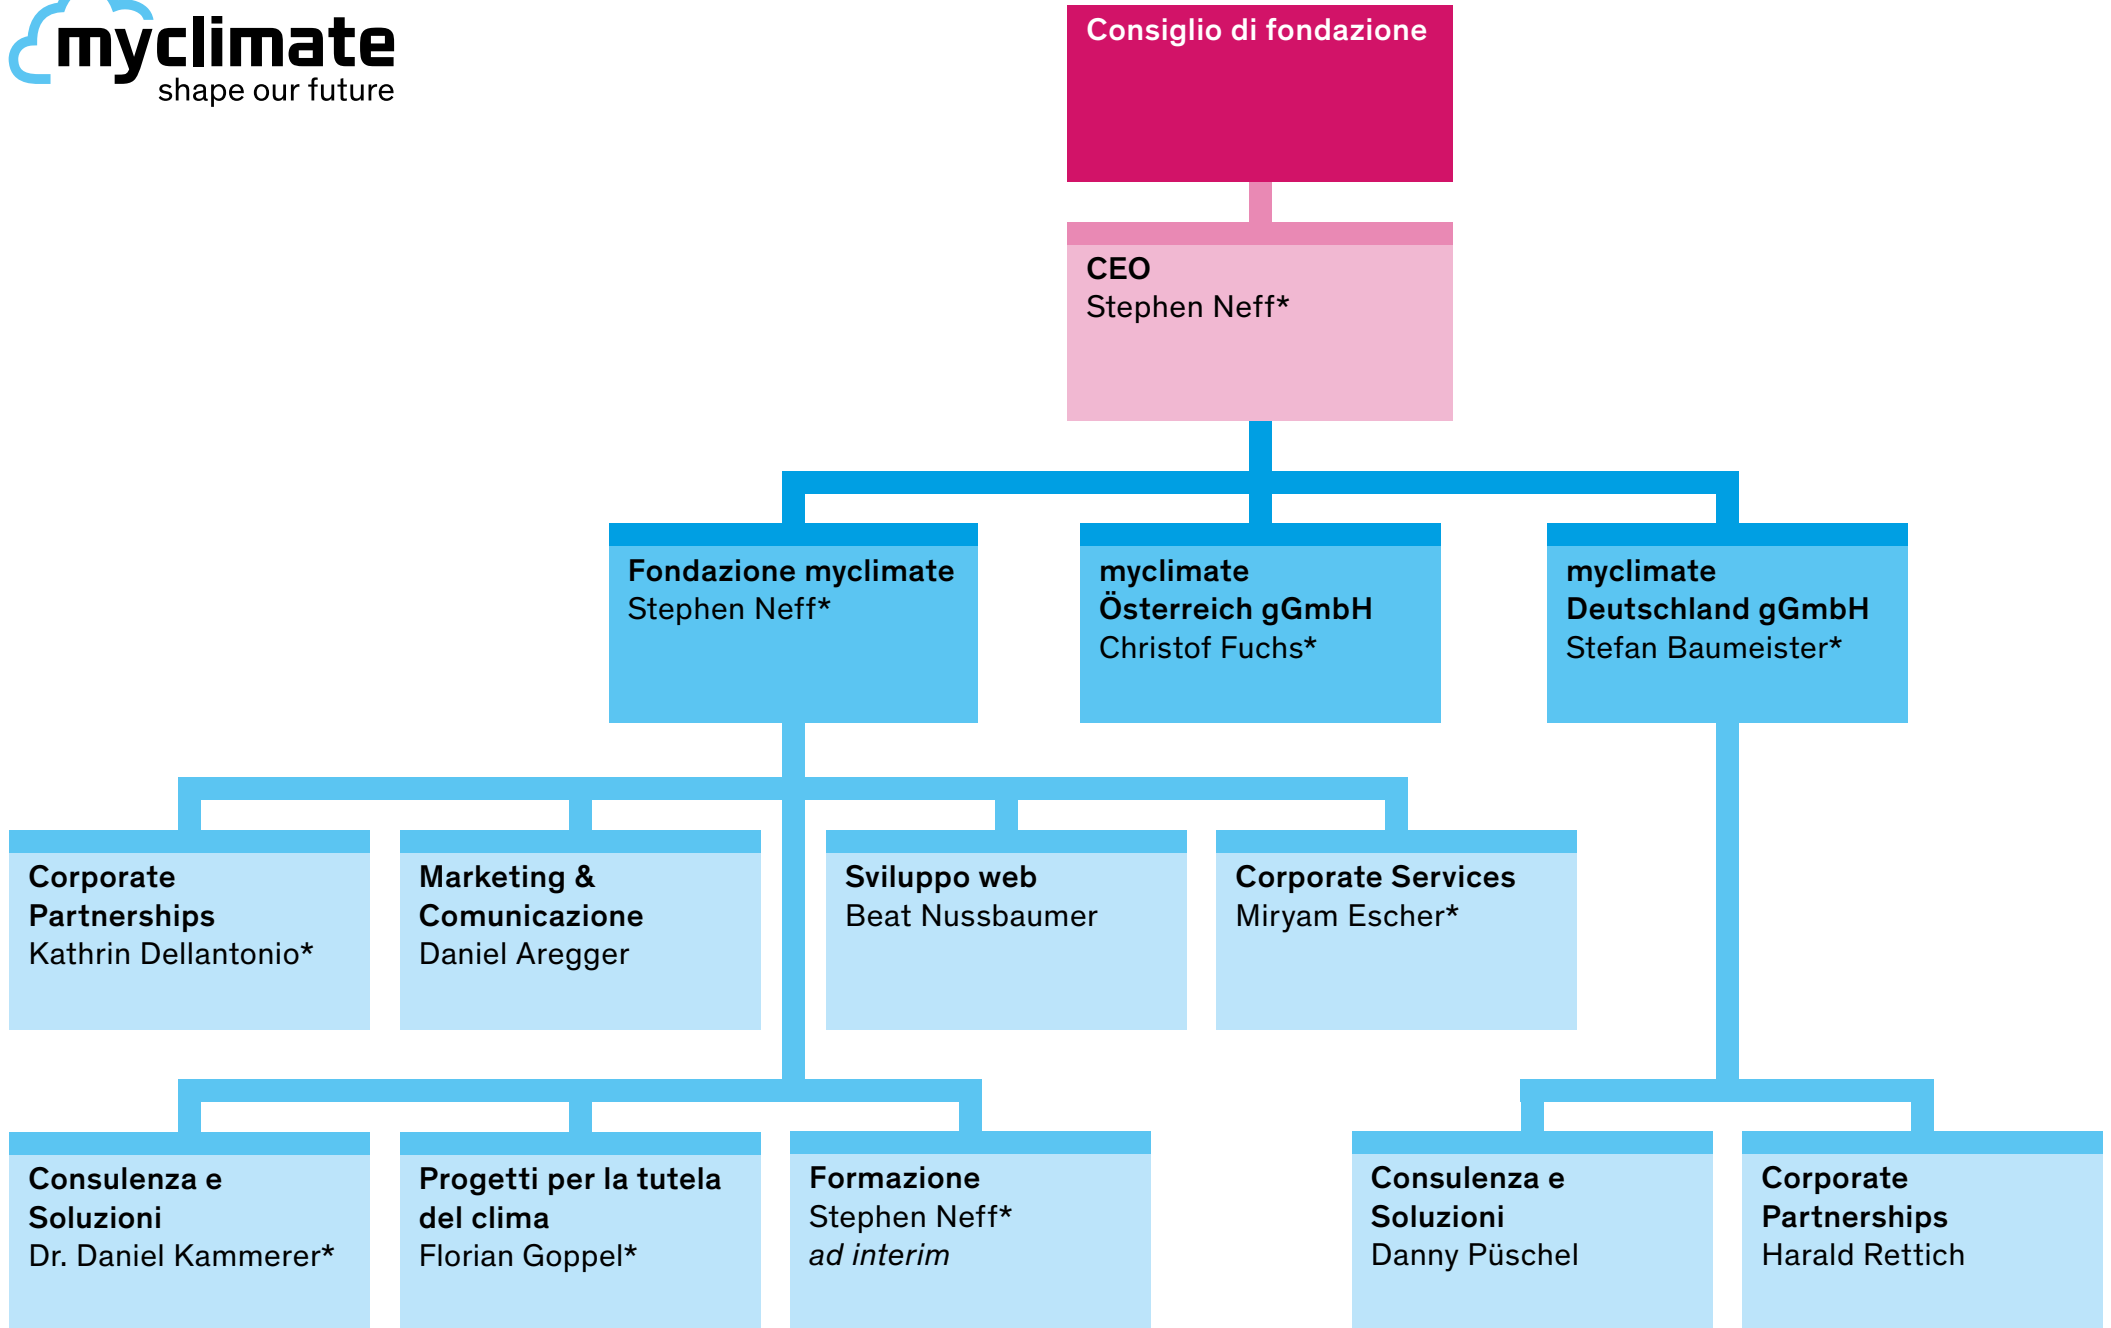 myclimate
shape our future
Consiglio di fondazione
CEO
Stephen Neff*
Fondazione myclimate
Stephen Neff*
myclimate
Österreich gGmbH
Christof Fuchs*
myclimate
Deutschland gGmbH
Stefan Baumeister*
Corporate
Partnerships
Kathrin Dellantonio*
Marketing &
Comunicazione
Daniel Aregger
Sviluppo web
Beat Nussbaumer
Corporate Services
Miryam Escher*
Consulenza e
Soluzioni
Dr. Daniel Kammerer*
Progetti per la tutela
del clima
Florian Goppel*
Formazione
Stephen Neff*
ad interim
Consulenza e
Soluzioni
Danny Püschel
Corporate
Partnerships
Harald Rettich